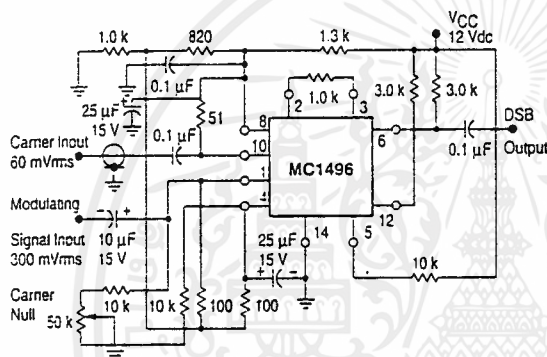 1.0 k
820
1.3 k
VCC
12 Vdc
0.1 µF
25 µF
15 V
51
0.1 µF
2
1.0 k
3
3.0 k
3.0 k
Carner Input
60 mVrms
8
10
1
4
MC1496
6
12
14
5
0.1 µF
DSB
Output
Modulating
Signal Input
300 mVrms
10 µF
15 V
25 µF
15 V
Carner
Null
50 k
10 k
10 k
100
100
10 k